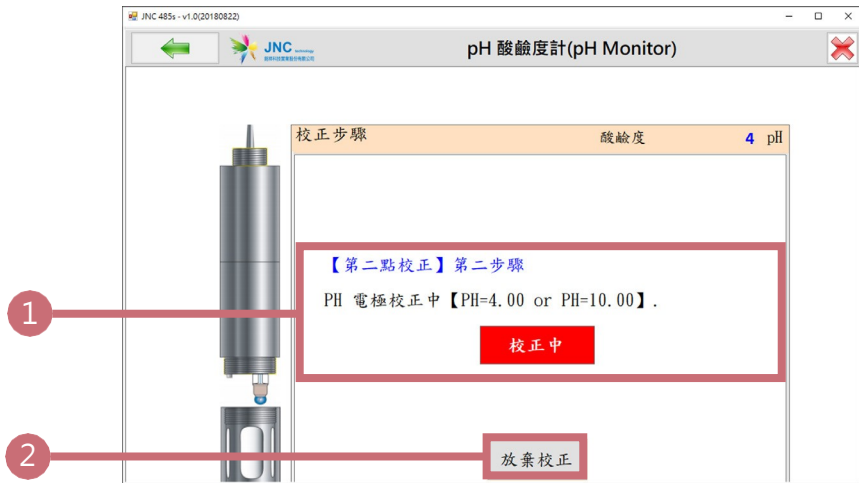 JNC 485s - v1.0(20180822)
JNC technology
pH 酸鹼度計(pH Monitor)
校正步驟 酸鹼度 4 pH
【第二點校正】第二步驟
PH 電極校正中【PH=4.00 or PH=10.00】.
校正中
1
放棄校正
2